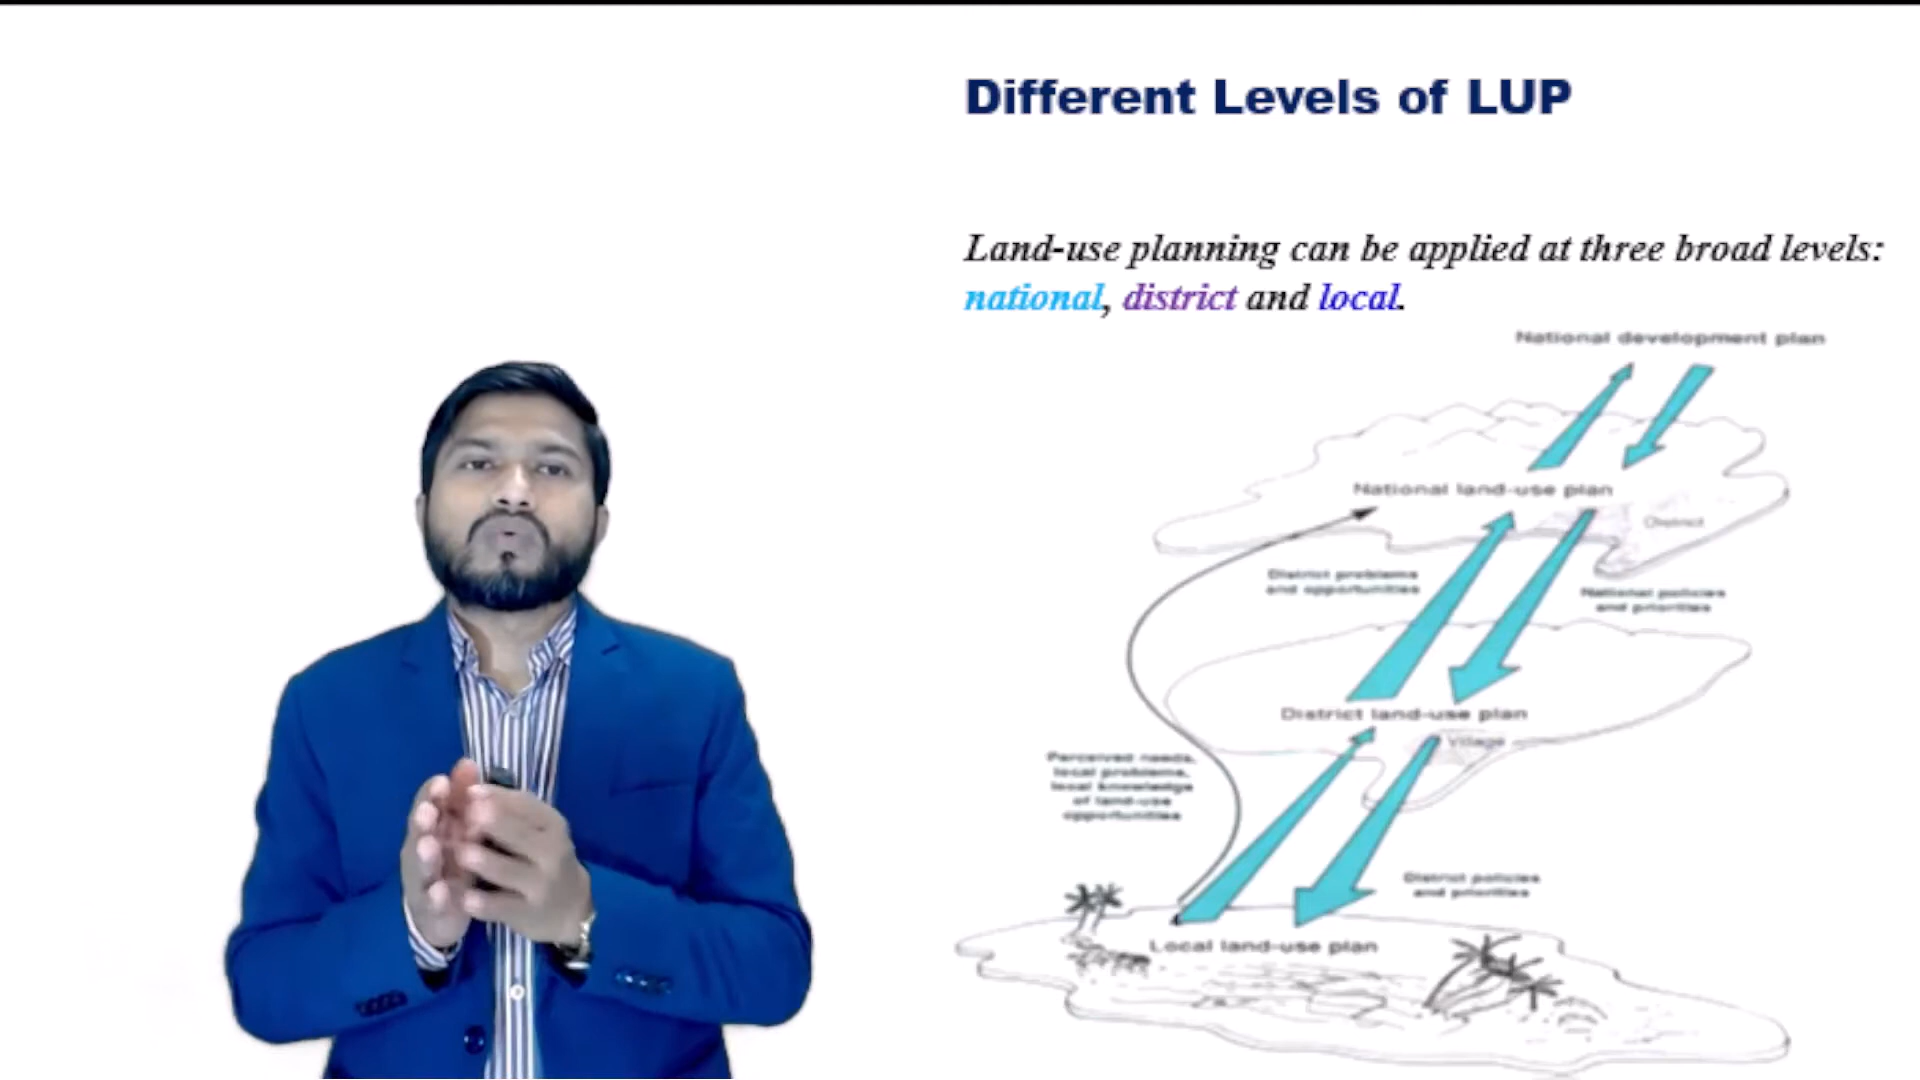 Different Levels of LUP
Land-use planning can be applied at three broad levels:
national, district and local.
National development plan
National land-use plan
District
District problems
and opportunities
National policies
and priorities
District land-use plan
Village
Perceived needs,
local problems,
local knowledge
of land-use
opportunities
District policies
and priorities
Local land-use plan